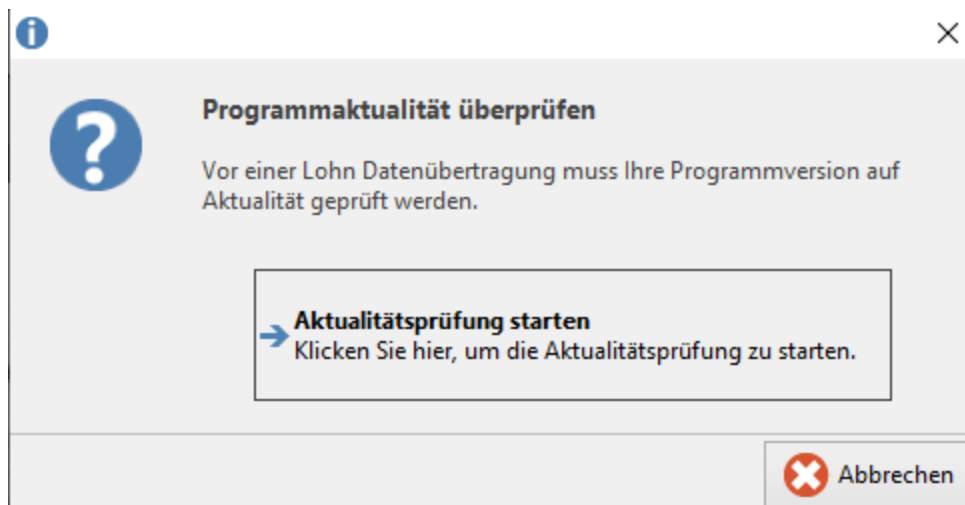 Programmaktualität überprüfen
Vor einer Lohn Datenübertragung muss Ihre Programmversion auf
Aktualität geprüft werden.
Aktualitätsprüfung starten
Klicken Sie hier, um die Aktualitätsprüfung zu starten.
Abbrechen